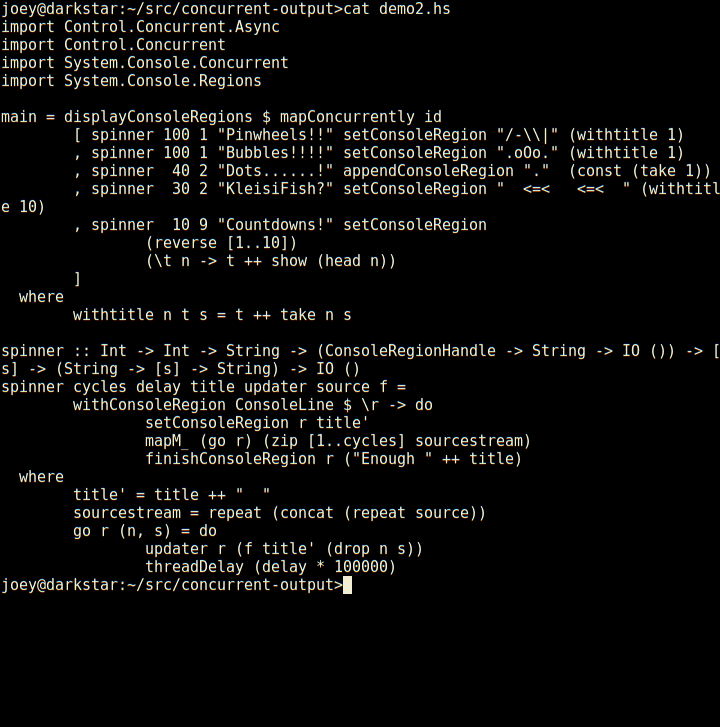 joey@darkstar:~/src/concurrent-output>cat demo2.hs
import Control.Concurrent.Async
import Control.Concurrent
import System.Console.Concurrent
import System.Console.Regions

main = displayConsoleRegions $ mapConcurrently id
        [ spinner 100 1 "Pinwheels!!" setConsoleRegion "/-\\|" (withtitle 1)
        , spinner 100 1 "Bubbles!!!!" setConsoleRegion ".oOo." (withtitle 1)
        , spinner  40 2 "Dots......!" appendConsoleRegion "."  (const (take 1))
        , spinner  30 2 "KleisiFish?" setConsoleRegion "  <=<   <=<  " (withtitl
e 10)
        , spinner  10 9 "Countdowns!" setConsoleRegion
                (reverse [1..10])
                (\t n -> t ++ show (head n))
        ]
  where
        withtitle n t s = t ++ take n s

spinner :: Int -> Int -> String -> (ConsoleRegionHandle -> String -> IO ()) -> [
s] -> (String -> [s] -> String) -> IO ()
spinner cycles delay title updater source f =
        withConsoleRegion ConsoleLine $ \r -> do
                setConsoleRegion r title'
                mapM_ (go r) (zip [1..cycles] sourcestream)
                finishConsoleRegion r ("Enough " ++ title)
  where
        title' = title ++ "  "
        sourcestream = repeat (concat (repeat source))
        go r (n, s) = do
                updater r (f title' (drop n s))
                threadDelay (delay * 100000)
joey@darkstar:~/src/concurrent-output>